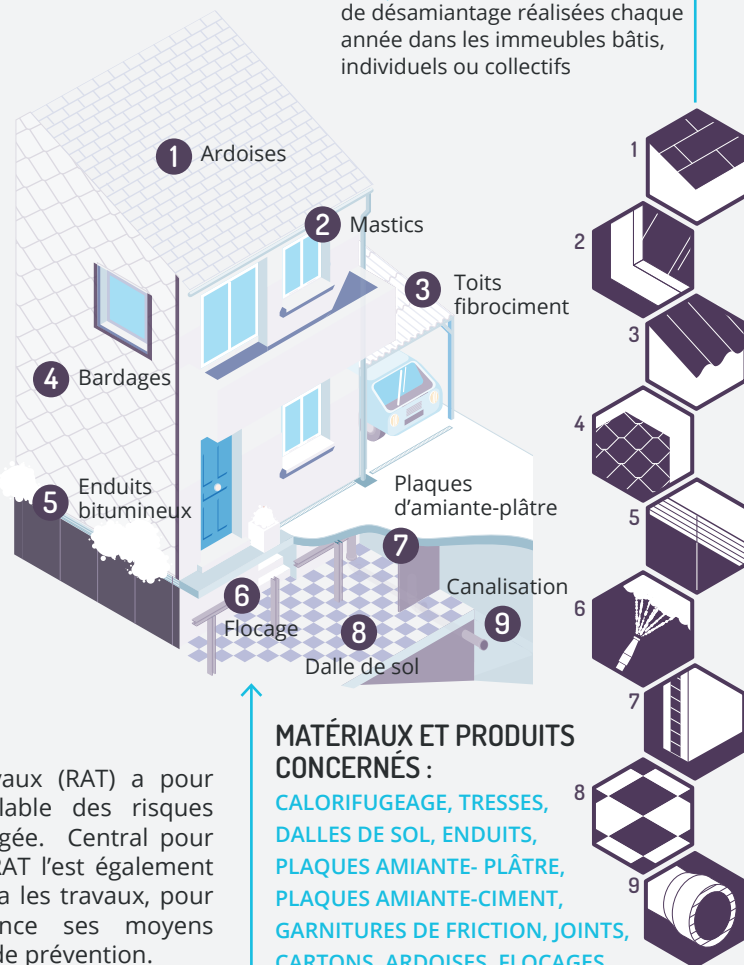 de désamiantage réalisées chaque
année dans les immeubles bâtis,
individuels ou collectifs
1 Ardoises
2 Mastics
3 Toits
fibrociment
4 Bardages
5 Enduits
bitumineux
Plaques
d’amiante-plâtre
7
6
Flocage
8
Dalle de sol
Canalisation
9
1
2
3
4
5
6
7
8
9
vaux (RAT) a pour
lable des risques
gée. Central pour
RAT l’est également
a les travaux, pour
nce ses moyens
de prévention.
MATÉRIAUX ET PRODUITS
CONCERNÉS :
CALORIFUGEAGE, TRESSES,
DALLES DE SOL, ENDUITS,
PLAQUES AMIANTE- PLÂTRE,
PLAQUES AMIANTE-CIMENT,
GARNITURES DE FRICTION, JOINTS,
CARTONS, ARDOISES, FLOCAGES